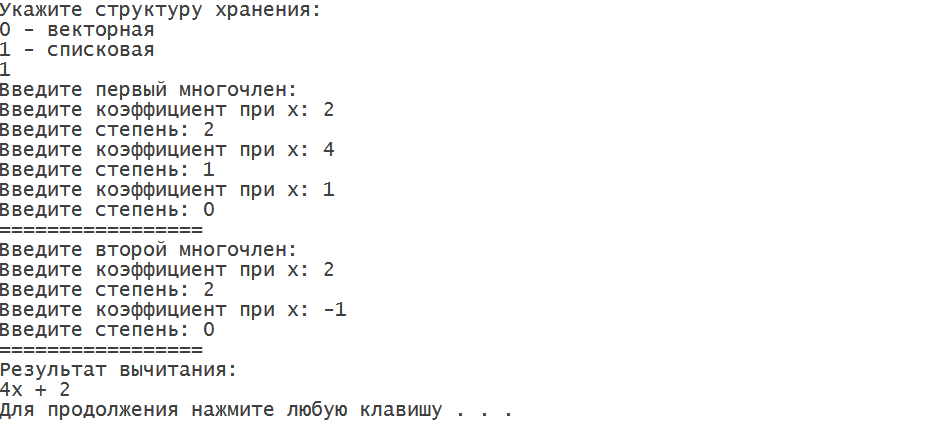 Укажите структуру хранения:
0 - векторная
1 - списковая
1
Введите первый многочлен:
Введите коэффициент при x: 2
Введите степень: 2
Введите коэффициент при x: 4
Введите степень: 1
Введите коэффициент при x: 1
Введите степень: 0
=================
Введите второй многочлен:
Введите коэффициент при x: 2
Введите степень: 2
Введите коэффициент при x: -1
Введите степень: 0
=================
Результат вычитания:
4x + 2
Для продолжения нажмите любую клавишу . . .